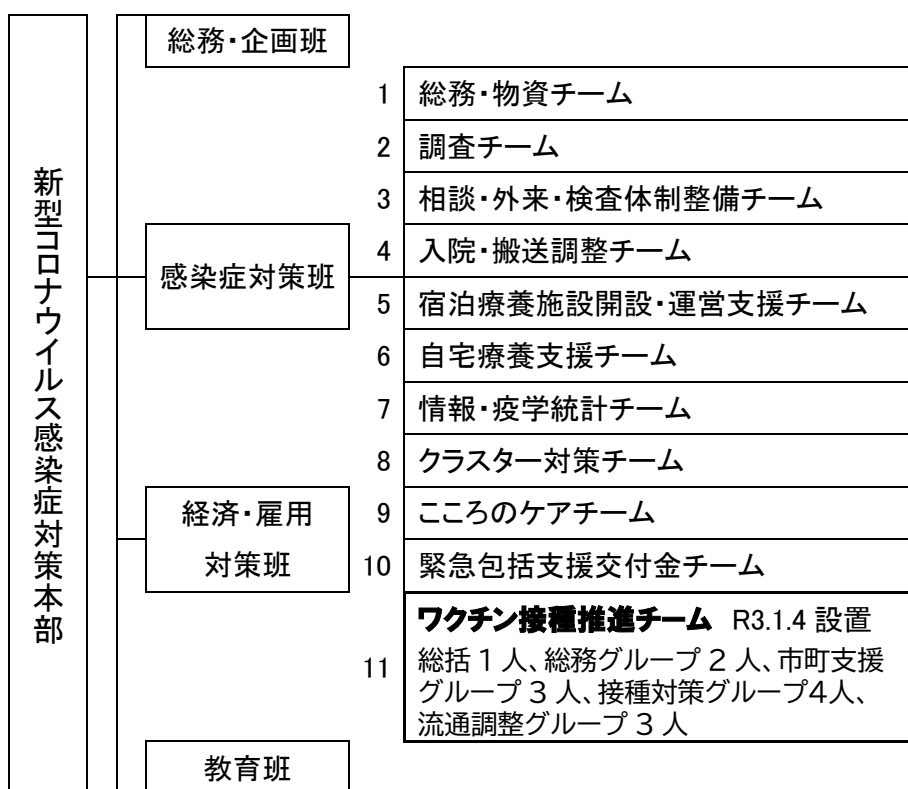 新型コロナウイルス感染症対策本部
総務・企画班
1 総務・物資チーム
2 調査チーム
3 相談・外来・検査体制整備チーム
感染症対策班
4 入院・搬送調整チーム
5 宿泊療養施設開設・運営支援チーム
6 自宅療養支援チーム
7 情報・疫学統計チーム
8 クラスター対策チーム
経済・雇用
対策班
9 こころのケアチーム
10 緊急包括支援交付金チーム
11
ワクチン接種推進チーム R3.1.4 設置
総括1人、総務グループ2人、市町支援
グループ3人、接種対策グループ4人、
流通調整グループ3人
教育班